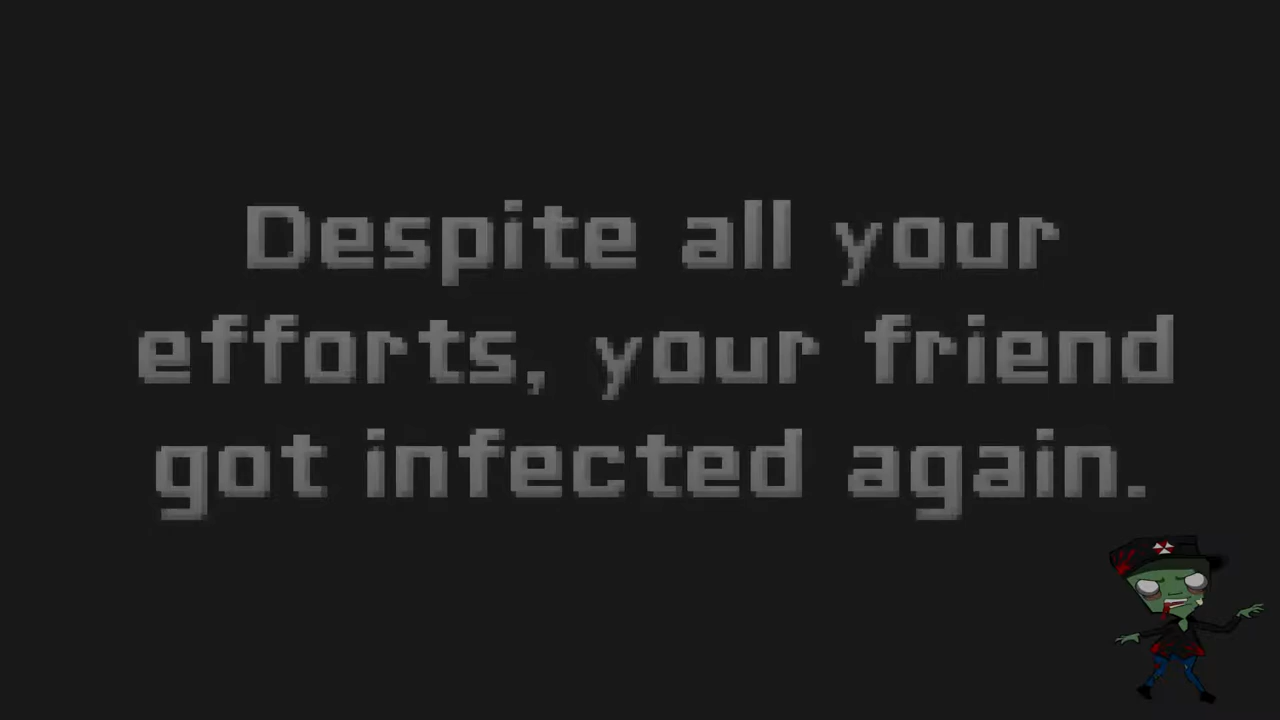 Despite all your
efforts, your friend
got infected again.